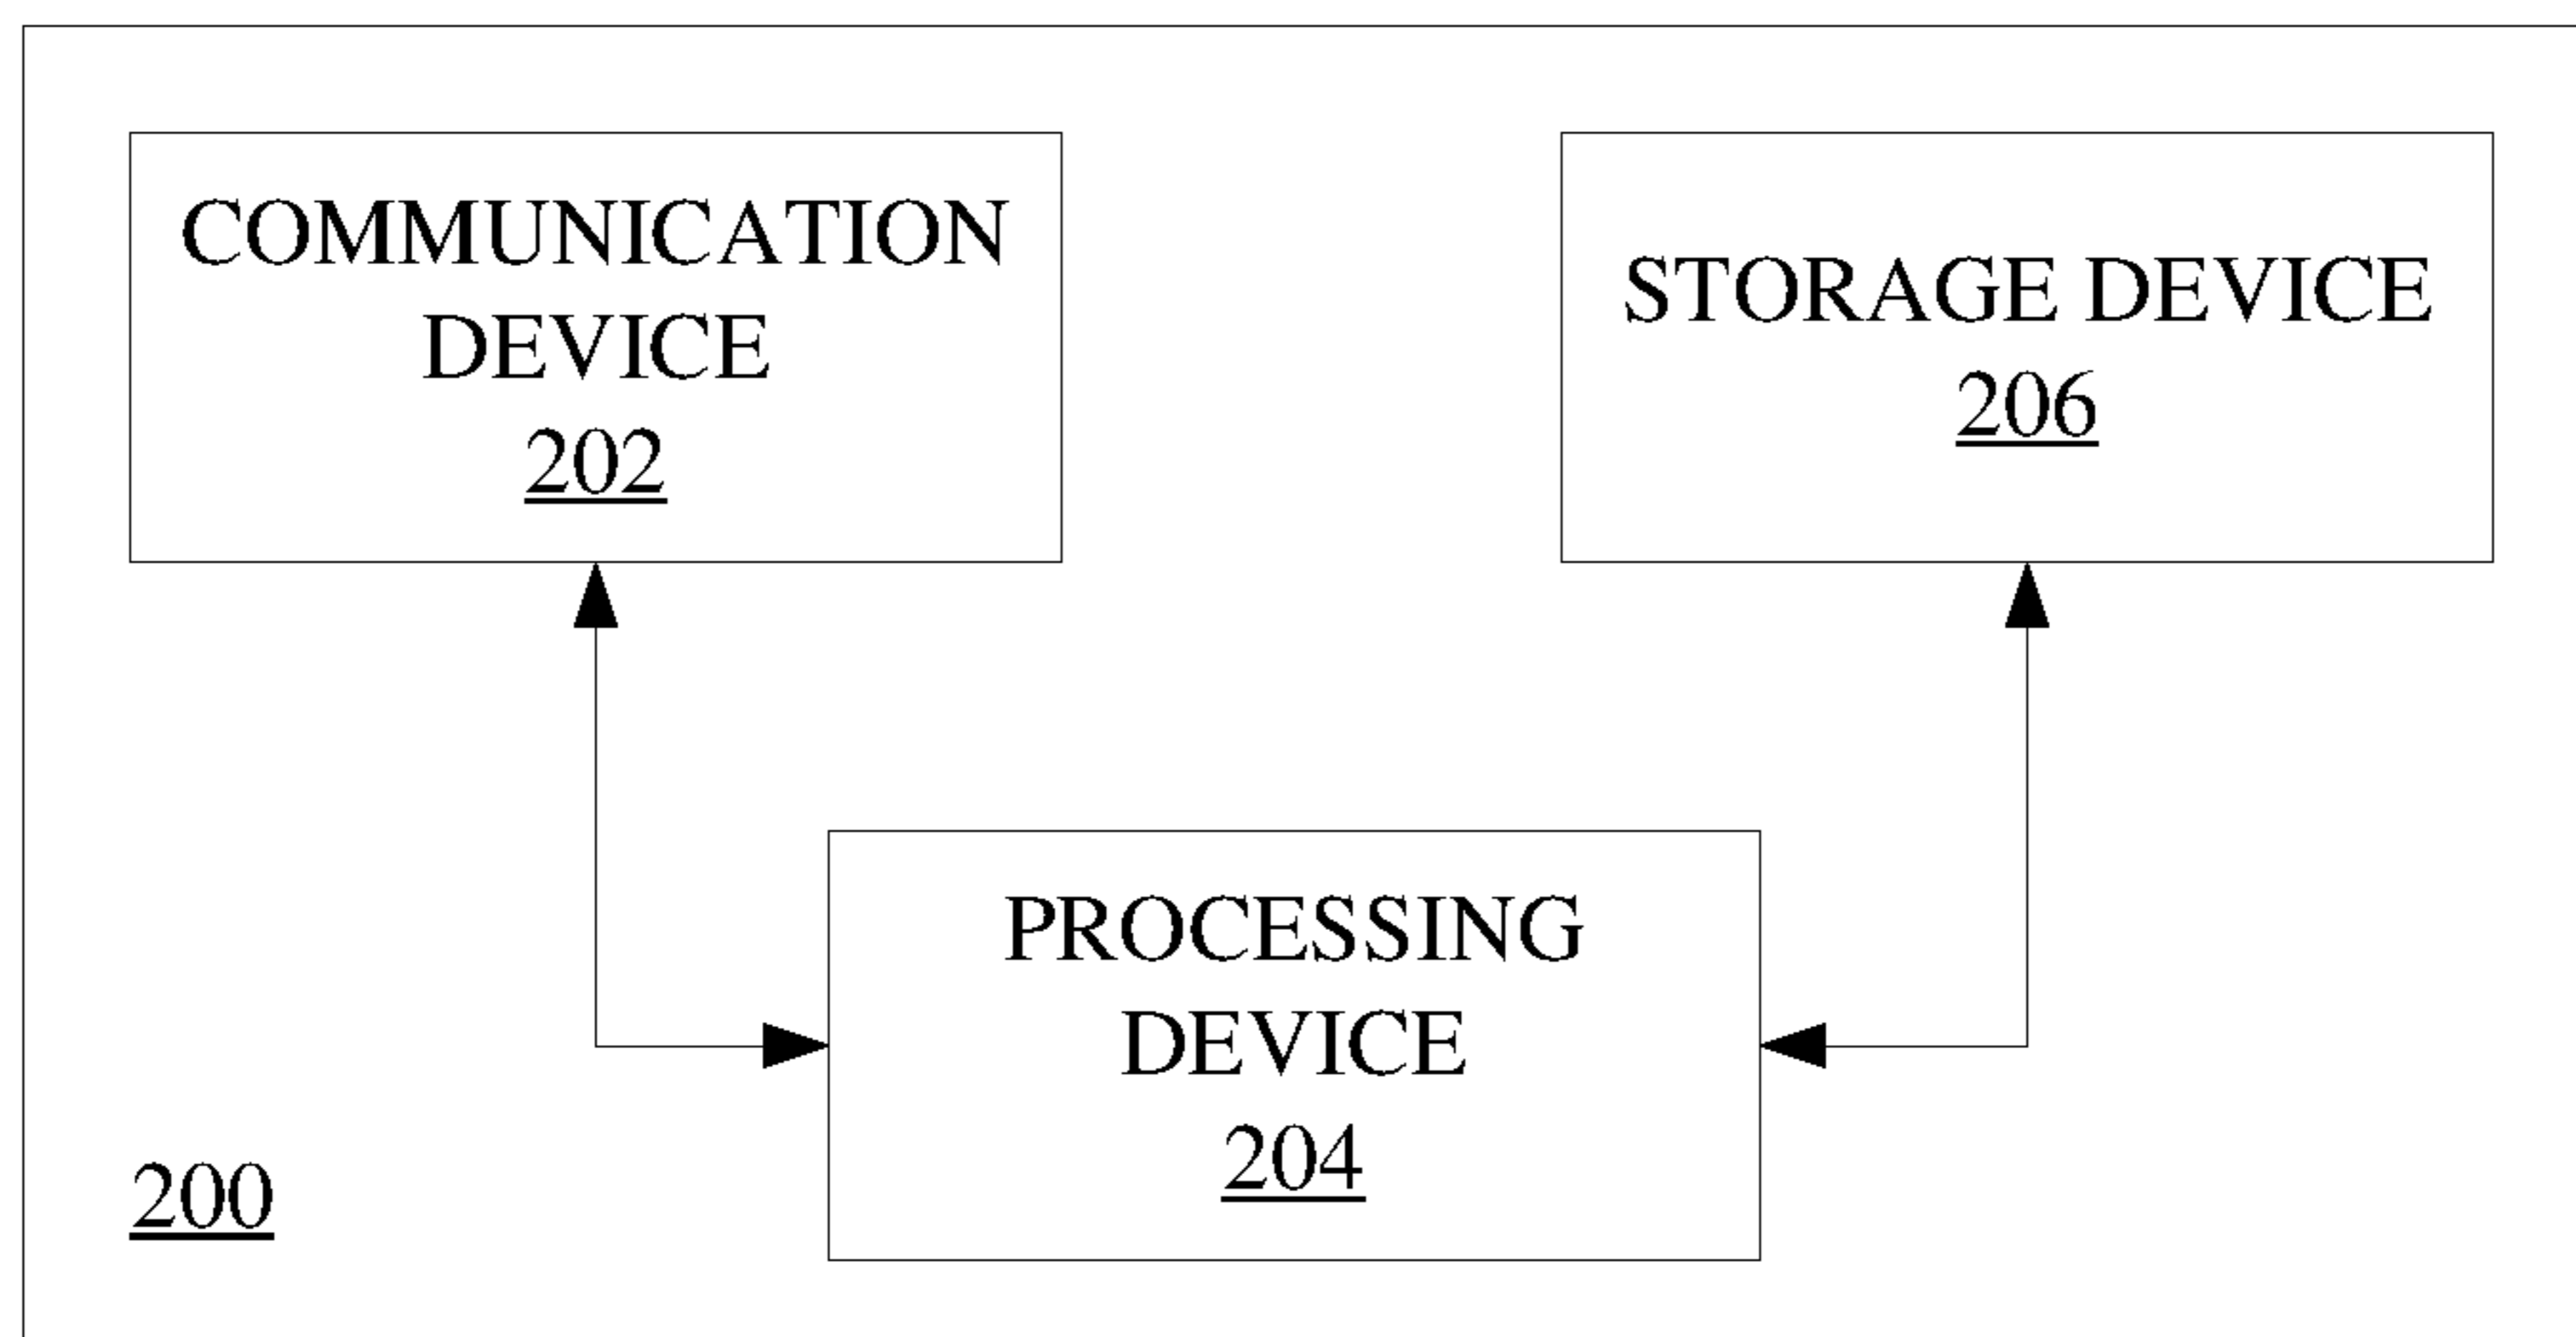 COMMUNICATION
DEVICE
202
STORAGE DEVICE
206
PROCESSING
DEVICE
204
200